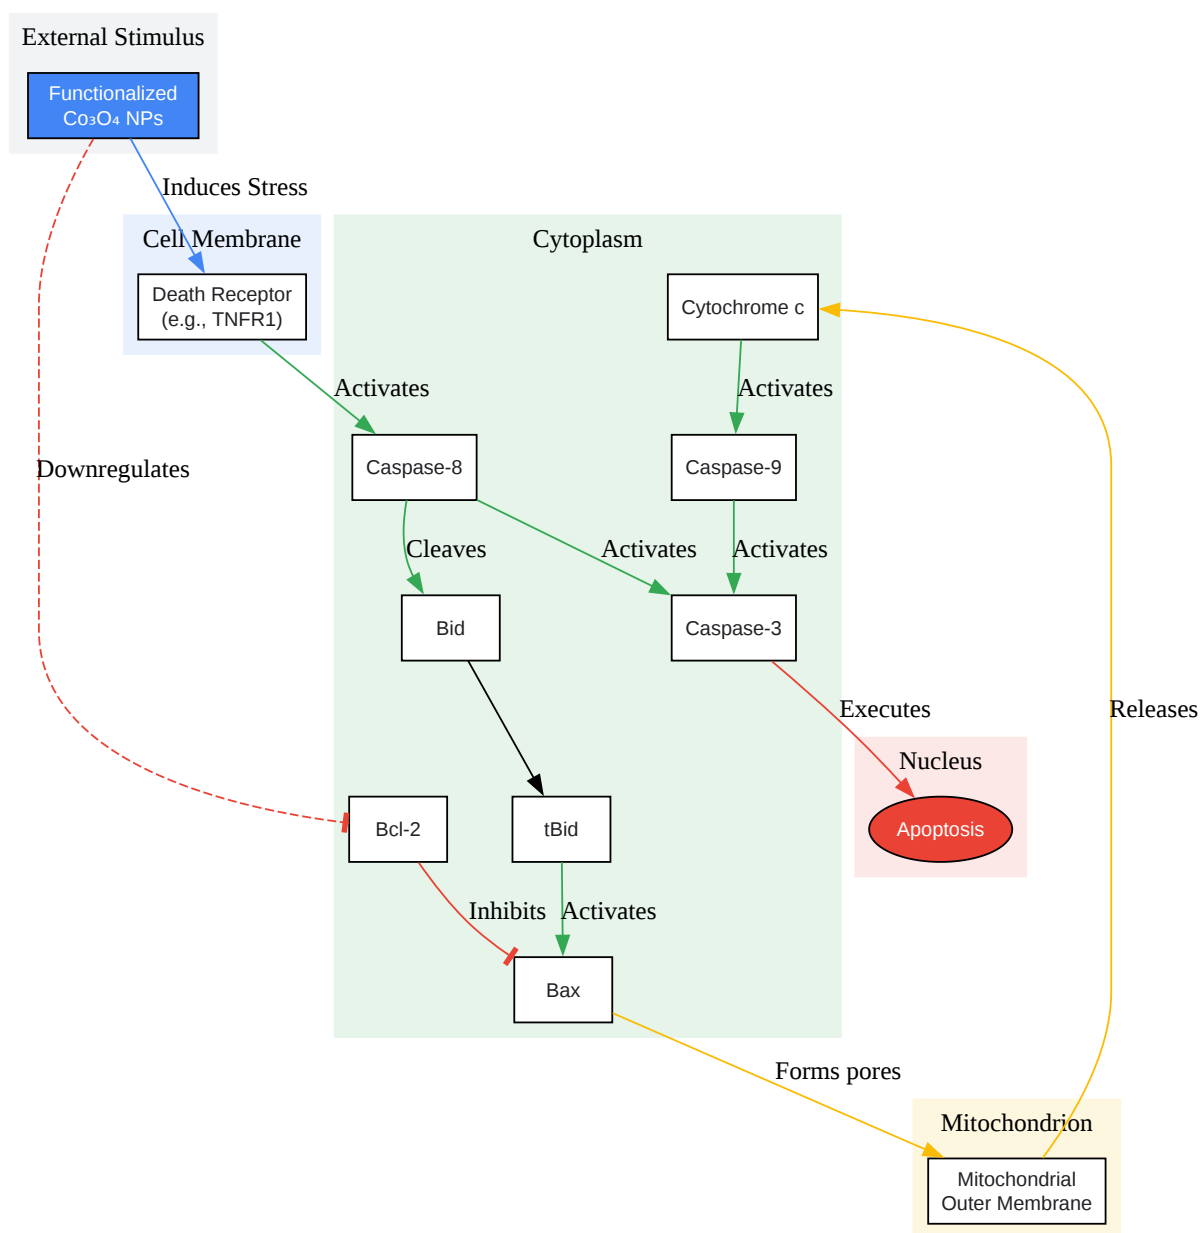 External Stimulus
Functionalized
Co₃O₄ NPs
Induces Stress
Cell Membrane
Cytoplasm
Death Receptor
(e.g., TNFR1)
Cytochrome c
Activates
Activates
Downregulates
Caspase-8
Caspase-9
Cleaves
Activates
Activates
Bid
Caspase-3
Executes
Releases
Nucleus
Bcl-2
tBid
Apoptosis
Inhibits
Activates
Bax
Forms pores
Mitochondrion
Mitochondrial
Outer Membrane